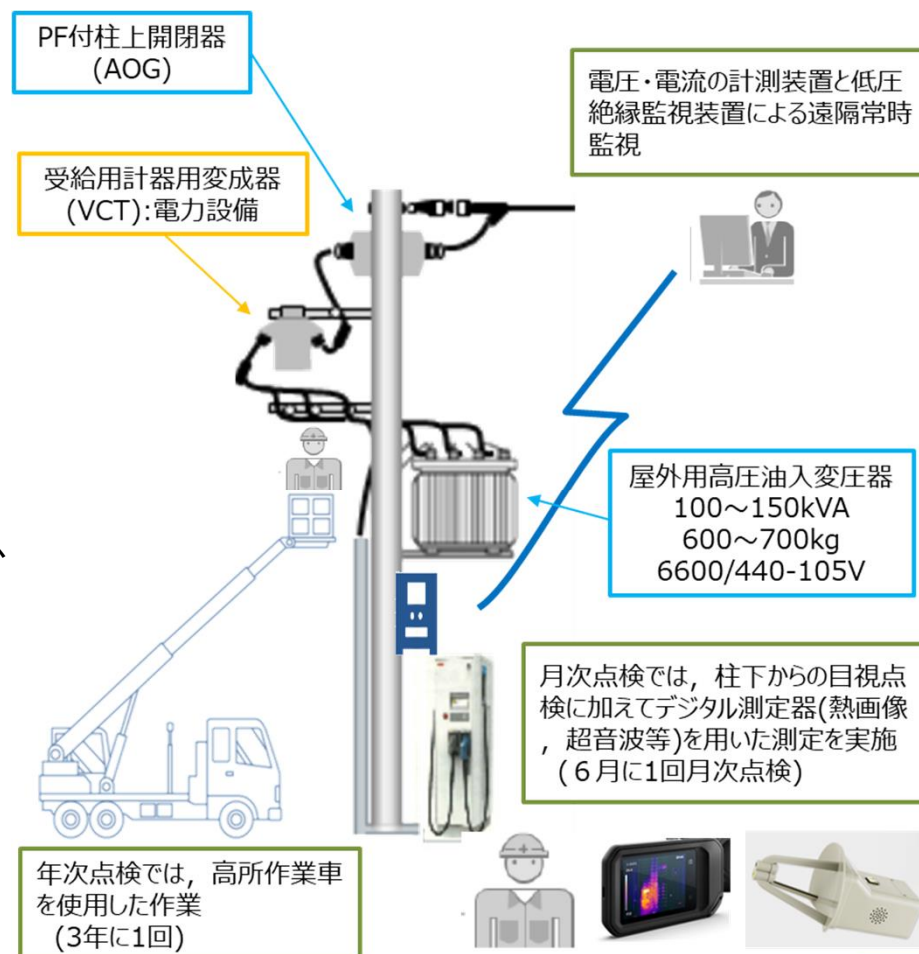 PF付柱上開閉器
(AOG)
電圧・電流の計測装置と低圧
絶縁監視装置による遠隔常時
監視
受給用計器用変成器
(VCT):電力設備
屋外用高圧油入変圧器
100～150kVA
600～700kg
6600/440-105V
月次点検では，柱下からの目視点
検に加えてデジタル測定器(熱画像
，超音波等)を用いた測定を実施
(６月に1回月次点検)
年次点検では，高所作業車
を使用した作業
(3年に1回)